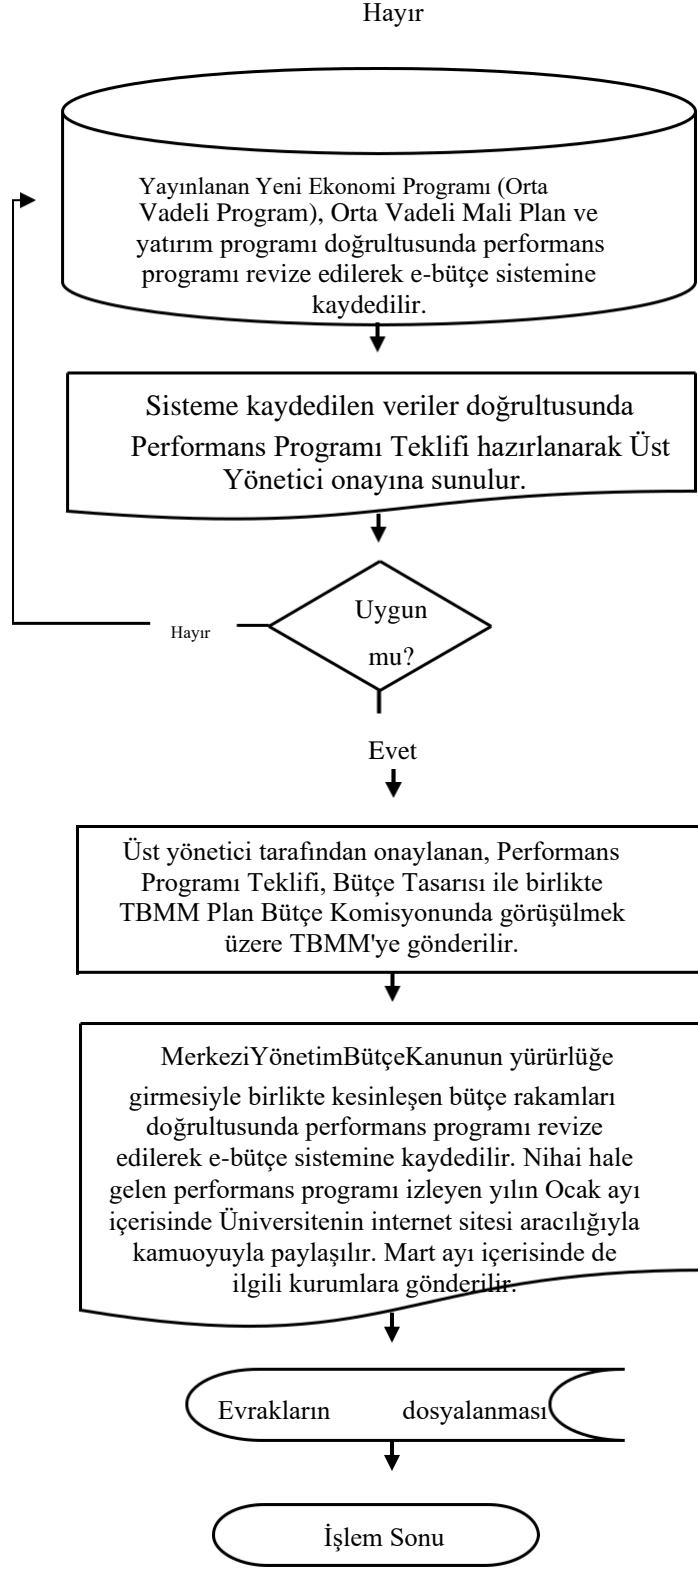 Hayır
Yayınlanan Yeni Ekonomi Programı (Orta
Vadeli Program), Orta Vadeli Mali Plan ve
yatırım programı doğrultusunda performans
programı revize edilerek e-bütçe sistemine
kaydedilir.
Sisteme kaydedilen veriler doğrultusunda
Performans Programı Teklifi hazırlanarak Üst
Yönetici onayına sunulur.
Uygun
mu?
Hayır
Evet
Üst yönetici tarafından onaylanan, Performans
Programı Teklifi, Bütçe Tasarısı ile birlikte
TBMM Plan Bütçe Komisyonunda görüşülmek
üzere TBMM'ye gönderilir.
MerkeziYönetimBütçeKanunun yürürlüğe
girmesiyle birlikte kesinleşen bütçe rakamları
doğrultusunda performans programı revize
edilerek e-bütçe sistemine kaydedilir. Nihai hale
gelen performans programı izleyen yılın Ocak ayı
içerisinde Üniversitenin internet sitesi aracılığıyla
kamuoyuyla paylaşılır. Mart ayı içerisinde de
ilgili kurumlara gönderilir.
Evrakların dosyalanması
İşlem Sonu